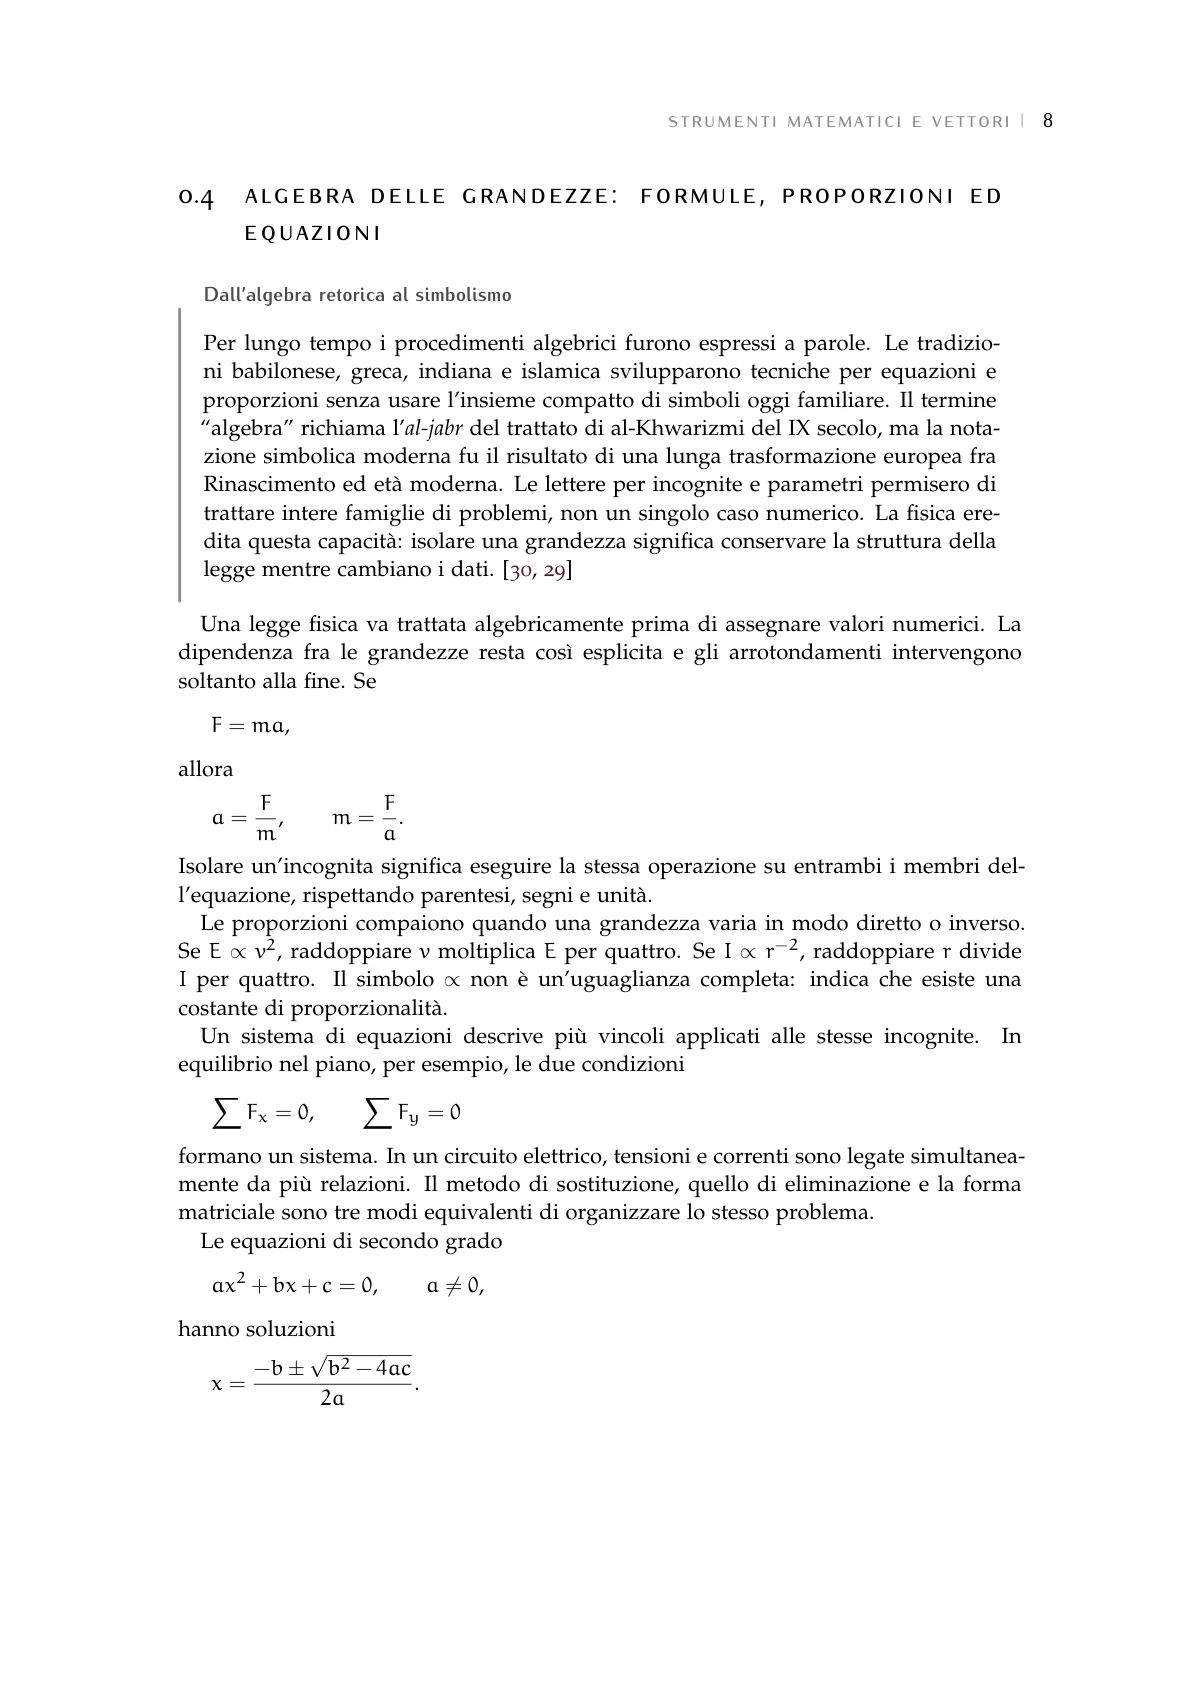 STRUMENTI MATEMATICI E VETTORI | 8
0.4 ALGEBRA DELLE GRANDEZZE: FORMULE, PROPORZIONI ED
EQUAZIONI
Dall'algebra retorica al simbolismo
Per lungo tempo i procedimenti algebrici furono espressi a parole. Le tradizio-
ni babilonese, greca, indiana e islamica svilupparono tecniche per equazioni e
proporzioni senza usare l'insieme compatto di simboli oggi familiare. Il termine
“algebra” richiama l'al-jabr del trattato di al-Khwarizmi del IX secolo, ma la nota-
zione simbolica moderna fu il risultato di una lunga trasformazione europea fra
Rinascimento ed età moderna. Le lettere per incognite e parametri permisero di
trattare intere famiglie di problemi, non un singolo caso numerico. La fisica ere-
dita questa capacità: isolare una grandezza significa conservare la struttura della
legge mentre cambiano i dati. [30, 29]
Una legge fisica va trattata algebricamente prima di assegnare valori numerici. La
dipendenza fra le grandezze resta così esplicita e gli arrotondamenti intervengono
soltanto alla fine. Se
F = ma,
allora
a = F/m, m = F/a.
Isolare un'incognita significa eseguire la stessa operazione su entrambi i membri del-
l'equazione, rispettando parentesi, segni e unità.
Le proporzioni compaiono quando una grandezza varia in modo diretto o inverso.
Se E ∝ v², raddoppiare v moltiplica E per quattro. Se I ∝ r⁻², raddoppiare r divide
I per quattro. Il simbolo ∝ non è un'uguaglianza completa: indica che esiste una
costante di proporzionalità.
Un sistema di equazioni descrive più vincoli applicati alle stesse incognite. In
equilibrio nel piano, per esempio, le due condizioni
∑ Fₓ = 0, ∑ F_y = 0
formano un sistema. In un circuito elettrico, tensioni e correnti sono legate simultanea-
mente da più relazioni. Il metodo di sostituzione, quello di eliminazione e la forma
matriciale sono tre modi equivalenti di organizzare lo stesso problema.
Le equazioni di secondo grado
ax² + bx + c = 0, a ≠ 0,
hanno soluzioni
x = (−b ± √(b² − 4ac))/2a.